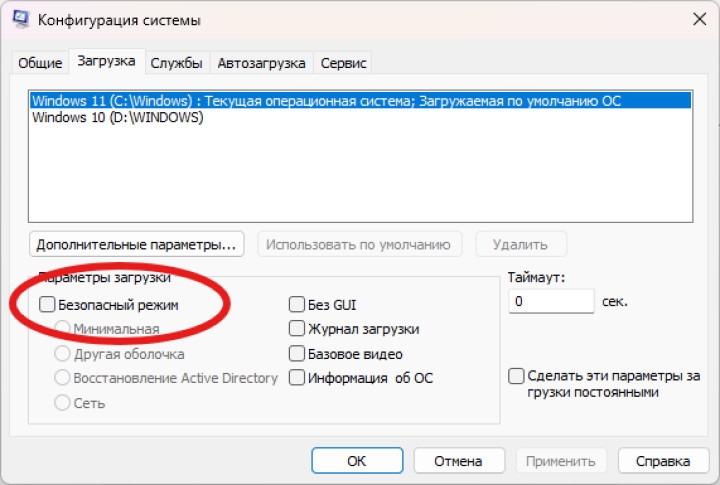 Конфигурация системы
Общие Загрузка Службы Автозагрузка Сервис
Windows 11 (C:\Windows) : Текущая операционная система; Загружаемая по умолчанию ОС
Windows 10 (D:\WINDOWS)
Дополнительные параметры... Использовать по умолчанию Удалить
Параметры загрузки
Таймаут:
Безопасный режим
Без GUI
0 сек.
Минимальная
Журнал загрузки
Другая оболочка
Базовое видео
Восстановление Active Directory
Информация об ОС
Сеть
Сделать эти параметры за
грузки постоянными
ОК Отмена Применить Справка